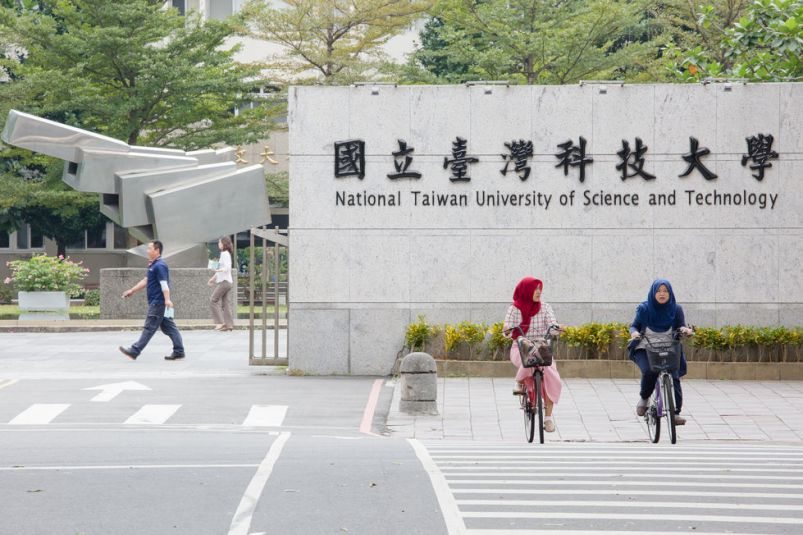 國立臺灣科技大學
National Taiwan University of Science and Technology